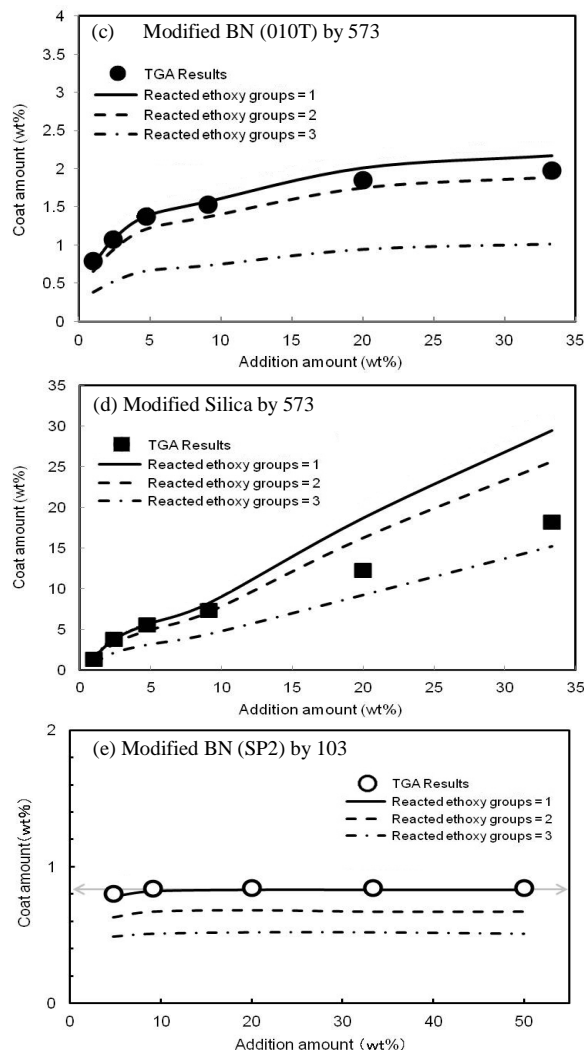 (c) Modified BN (010T) by 573
TGA Results
Reacted ethoxy groups = 1
Reacted ethoxy groups = 2
Reacted ethoxy groups = 3
Coat amount (wt%)
4
3.5
3
2.5
2
1.5
1
0.5
0
0 5 10 15 20 25 30 35
Addition amount (wt%)
(d) Modified Silica by 573
TGA Results
Reacted ethoxy groups = 1
Reacted ethoxy groups = 2
Reacted ethoxy groups = 3
Coat amount (wt%)
35
30
25
20
15
10
5
0
0 5 10 15 20 25 30 35
Addition amount (wt%)
(e) Modified BN (SP2) by 103
TGA Results
Reacted ethoxy groups = 1
Reacted ethoxy groups = 2
Reacted ethoxy groups = 3
Coat amount (wt%)
2
1
0
0 10 20 30 40 50
Addition amount (wt%)